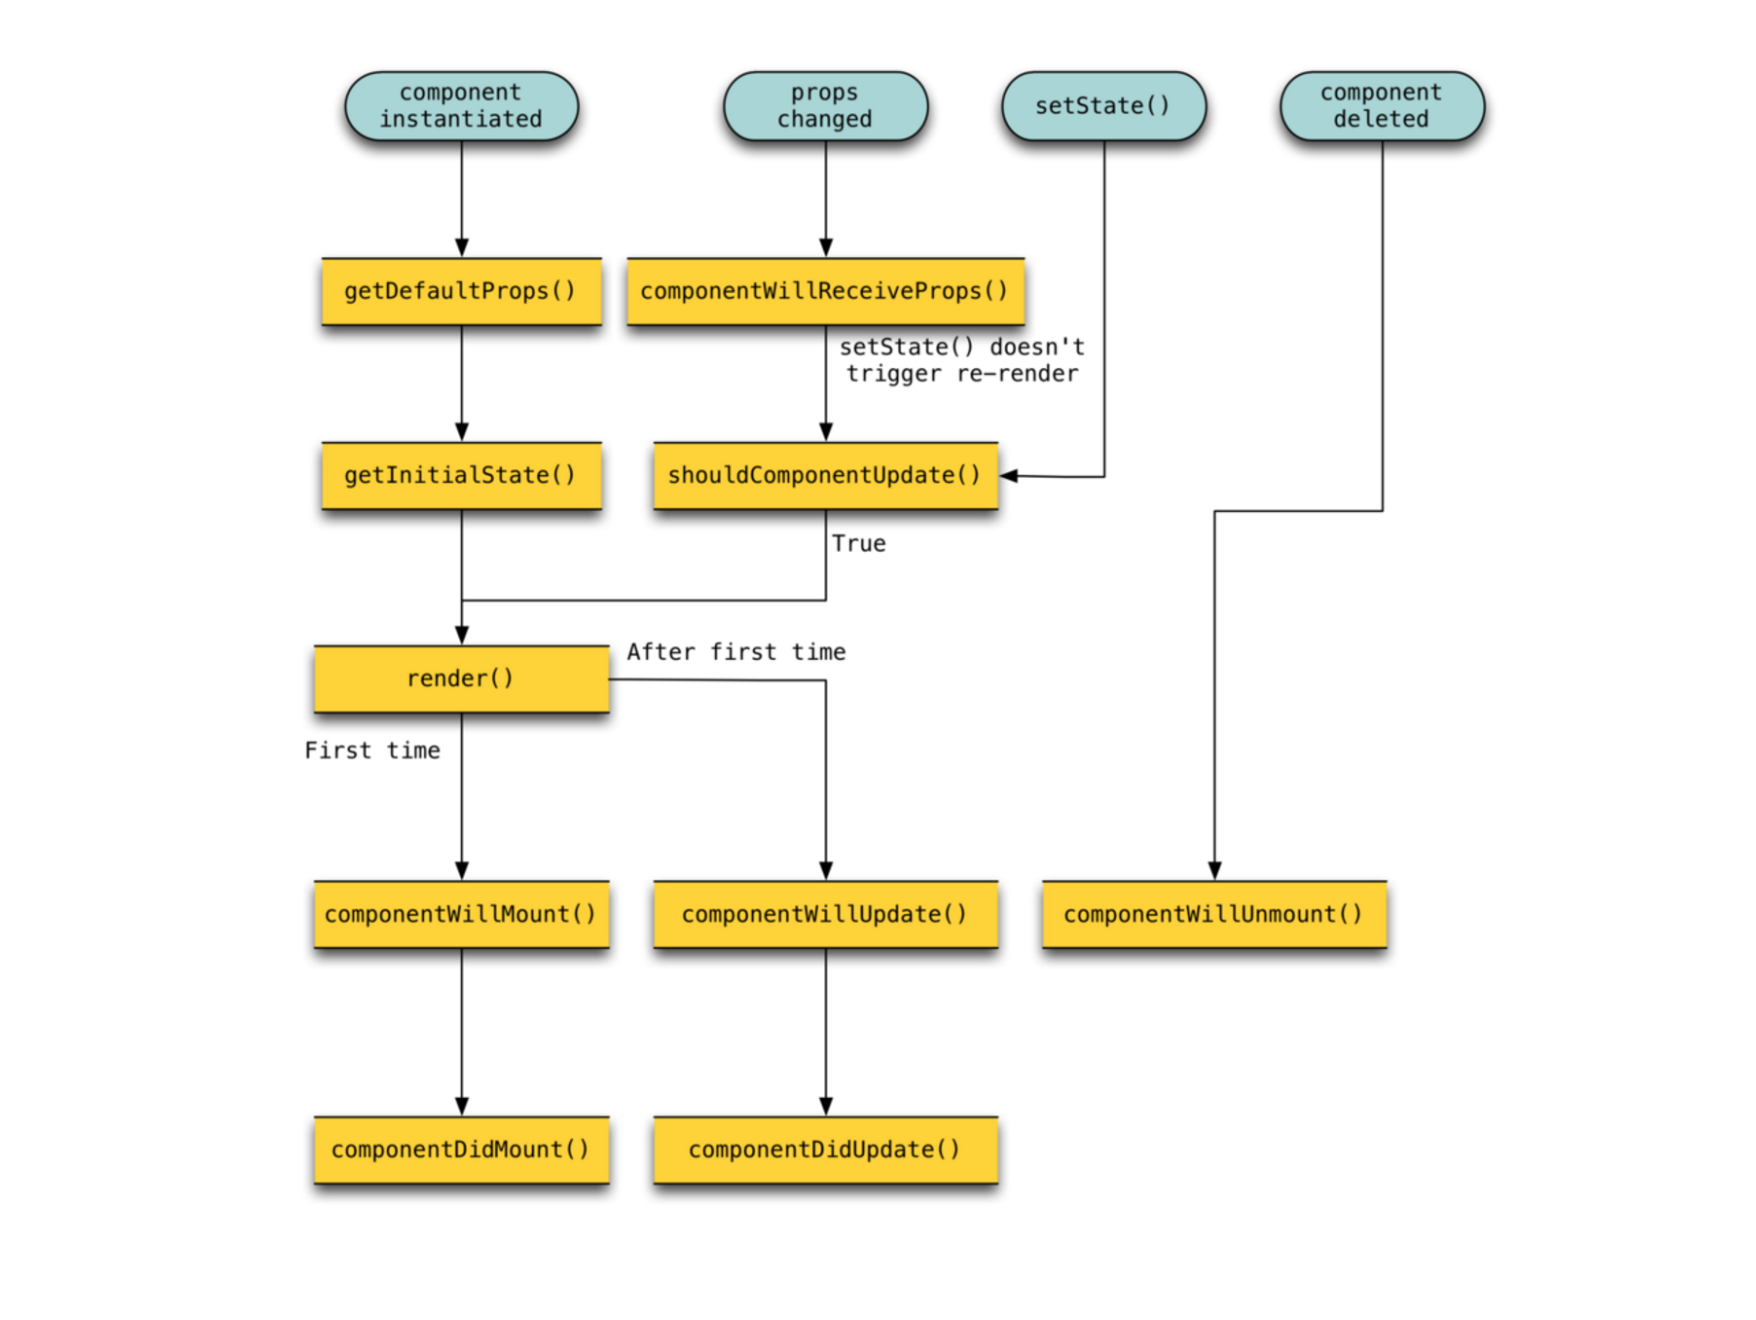 component
instantiated
props
changed
setState()
component
deleted
getDefaultProps()
componentWillReceiveProps()
setState() doesn't
trigger re-render
getInitialState()
shouldComponentUpdate()
True
After first time
render()
First time
componentWillMount()
componentWillUpdate()
componentWillUnmount()
componentDidMount()
componentDidUpdate()